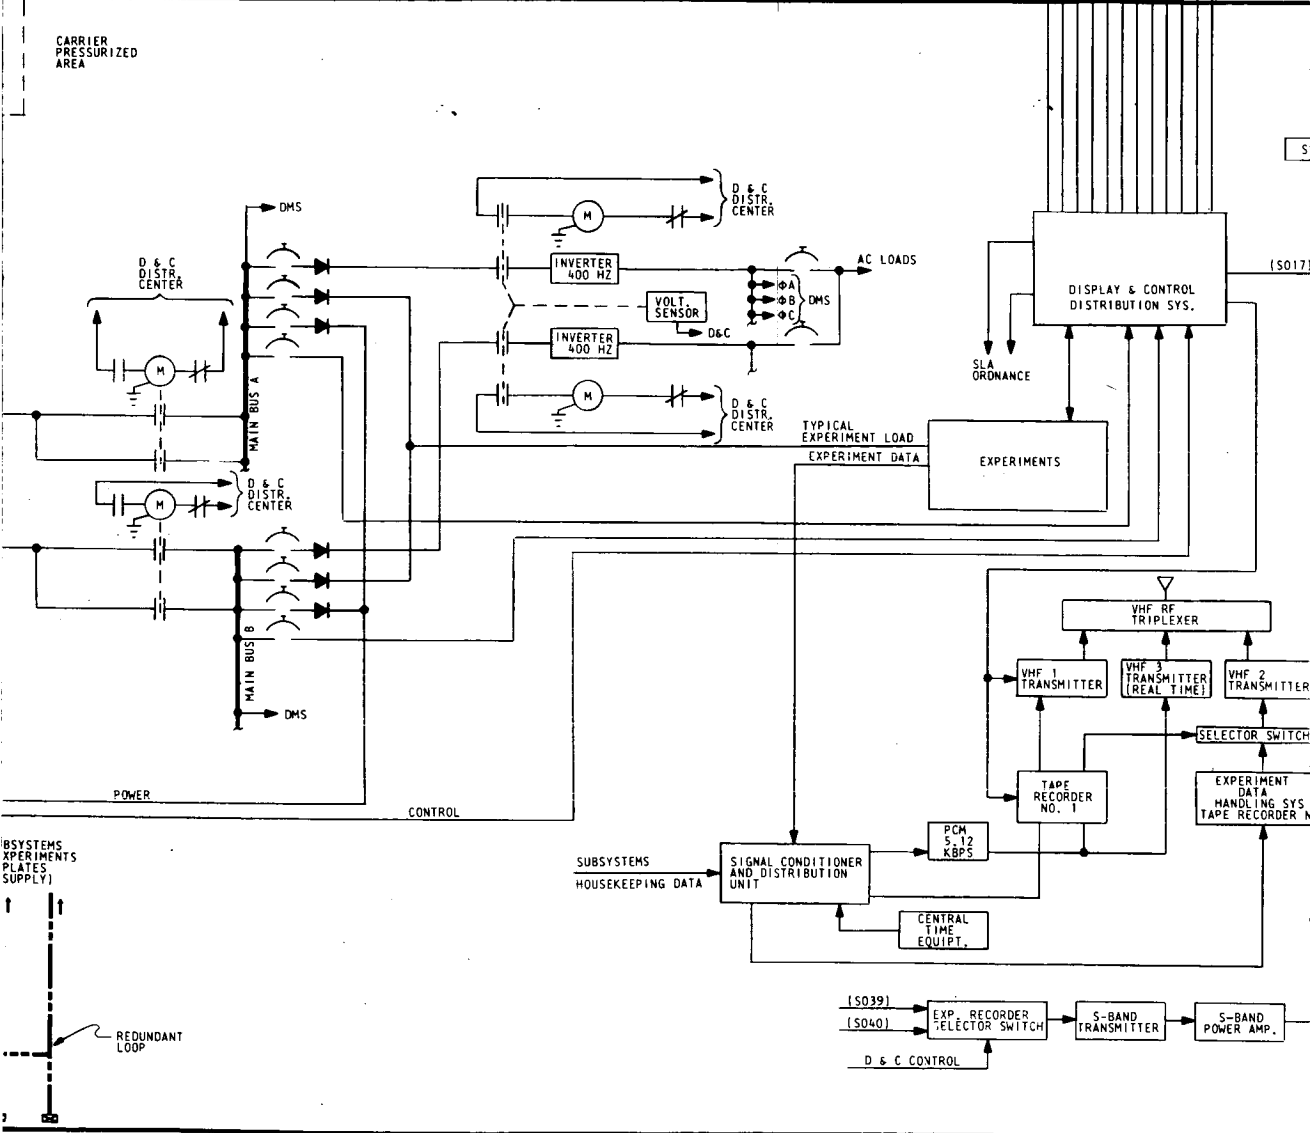 CARRIER
PRESSURIZED
AREA
S
D & C
DISTR.
CENTER
DMS
D & C
DISTR.
CENTER
M
INVERTER
400 HZ
VOLT.
SENSOR
D&C
ΦA
ΦB
ΦC
DMS
AC LOADS
INVERTER
400 HZ
M
D & C
DISTR.
CENTER
DISPLAY & CONTROL
DISTRIBUTION SYS.
(S017)
SLA
ORDNANCE
M
MAIN BUS A
TYPICAL
EXPERIMENT LOAD
EXPERIMENT DATA
EXPERIMENTS
M
D & C
DISTR.
CENTER
MAIN BUS B
DMS
VHF RF
TRIPLEXER
VHF 1
TRANSMITTER
VHF 3
TRANSMITTER
(REAL TIME)
VHF 2
TRANSMITTER
SELECTOR SWITCH
TAPE
RECORDER
NO. 1
EXPERIMENT
DATA
HANDLING SYS
TAPE RECORDER N
POWER
CONTROL
BSYSTEMS
XPERIMENTS
PLATES
SUPPLY)
SUBSYSTEMS
HOUSEKEEPING DATA
SIGNAL CONDITIONER
AND DISTRIBUTION
UNIT
PCM
5.12
KBPS
CENTRAL
TIME
EQUIPT.
REDUNDANT
LOOP
(S039)
(S040)
EXP. RECORDER
SELECTOR SWITCH
S-BAND
TRANSMITTER
S-BAND
POWER AMP.
D & C CONTROL